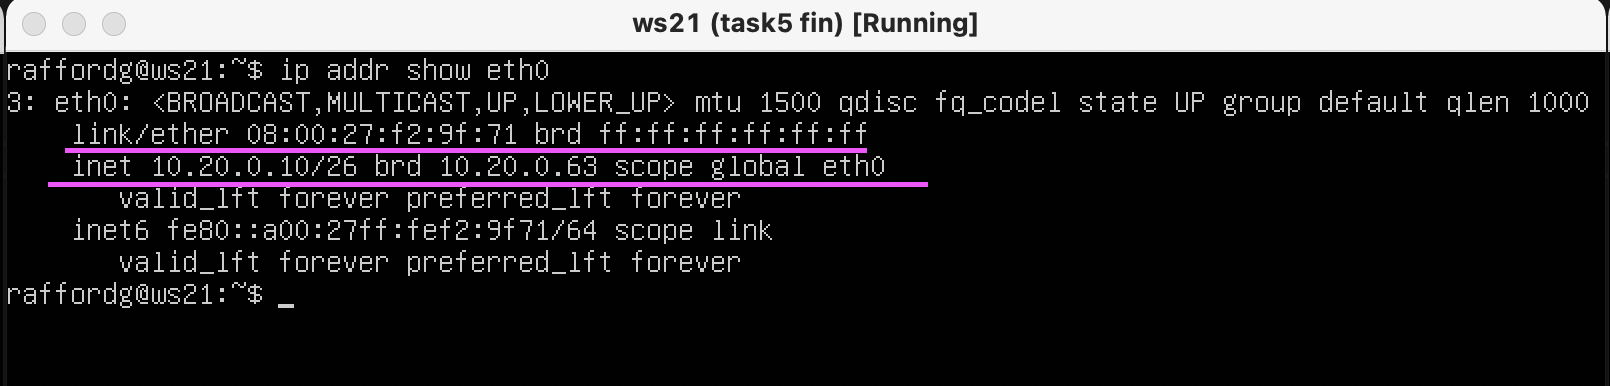 ws21 (task5 fin) [Running]
raffordg@ws21:~$ ip addr show eth0
3: eth0: <BROADCAST,MULTICAST,UP,LOWER_UP> mtu 1500 qdisc fq_codel state UP group default qlen 1000
link/ether 08:00:27:f2:9f:71 brd ff:ff:ff:ff:ff:ff
inet 10.20.0.10/26 brd 10.20.0.63 scope global eth0
valid_lft forever preferred_lft forever
inet6 fe80::a00:27ff:fef2:9f71/64 scope link
valid_lft forever preferred_lft forever
raffordg@ws21:~$ _